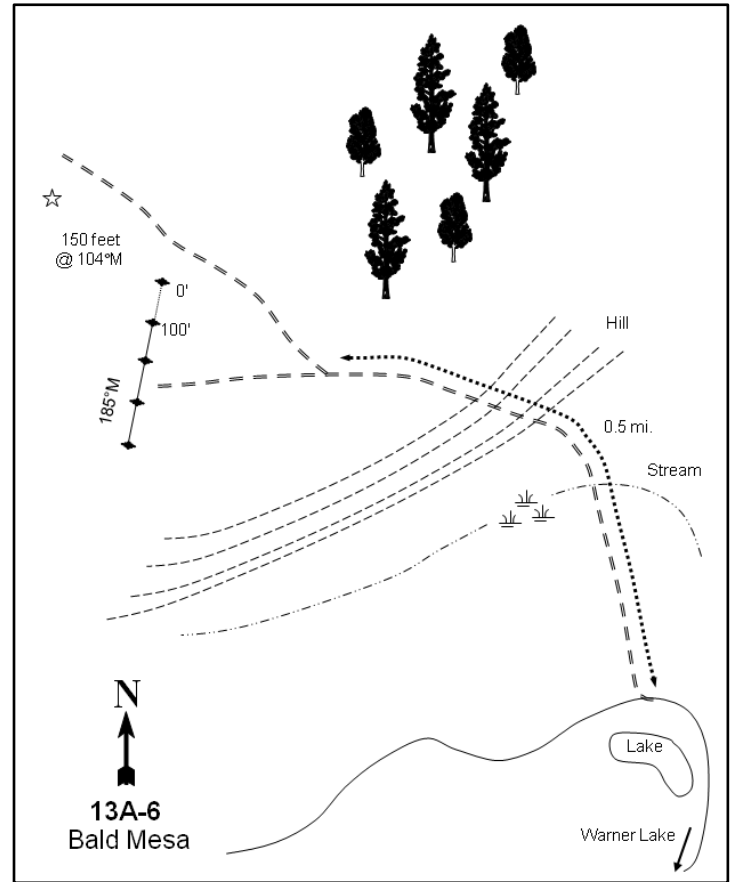 150 feet
@ 104°M
0'
100'
185°M
Hill
0.5 mi.
Stream
N
13A-6
Bald Mesa
Lake
Warner Lake